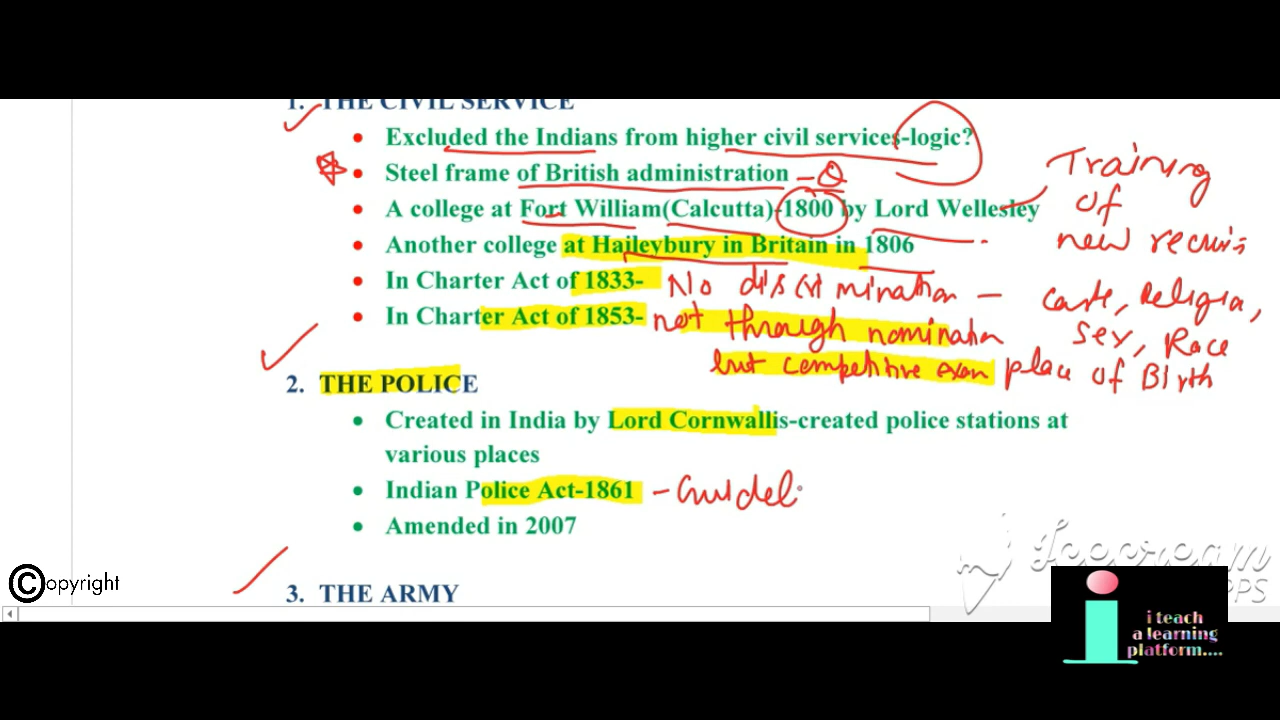 1. THE CIVIL SERVICE
• Excluded the Indians from higher civil services-logic?
• Steel frame of British administration – Q
• A college at Fort William(Calcutta)-1800 by Lord Wellesley
Training
of
new
• Another college at Haileybury in Britain in 1806
• In Charter Act of 1833- No discrimination – Caste, Religion,
Sex, Race
place of Birth
• In Charter Act of 1853- not through nomination
but competitive exam
2. THE POLICE
• Created in India by Lord Cornwallis-created police stations at
various places
• Indian Police Act-1861 – Guidel
• Amended in 2007
3. THE ARMY
©opyright
i teach
a learning
platform....